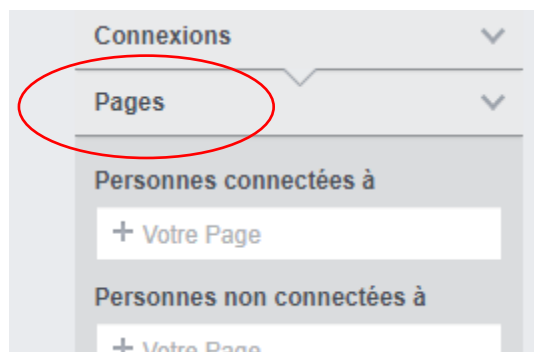 Connexions
Pages
Personnes connectées à
+ Votre Page
Personnes non connectées à
+ Votre Page